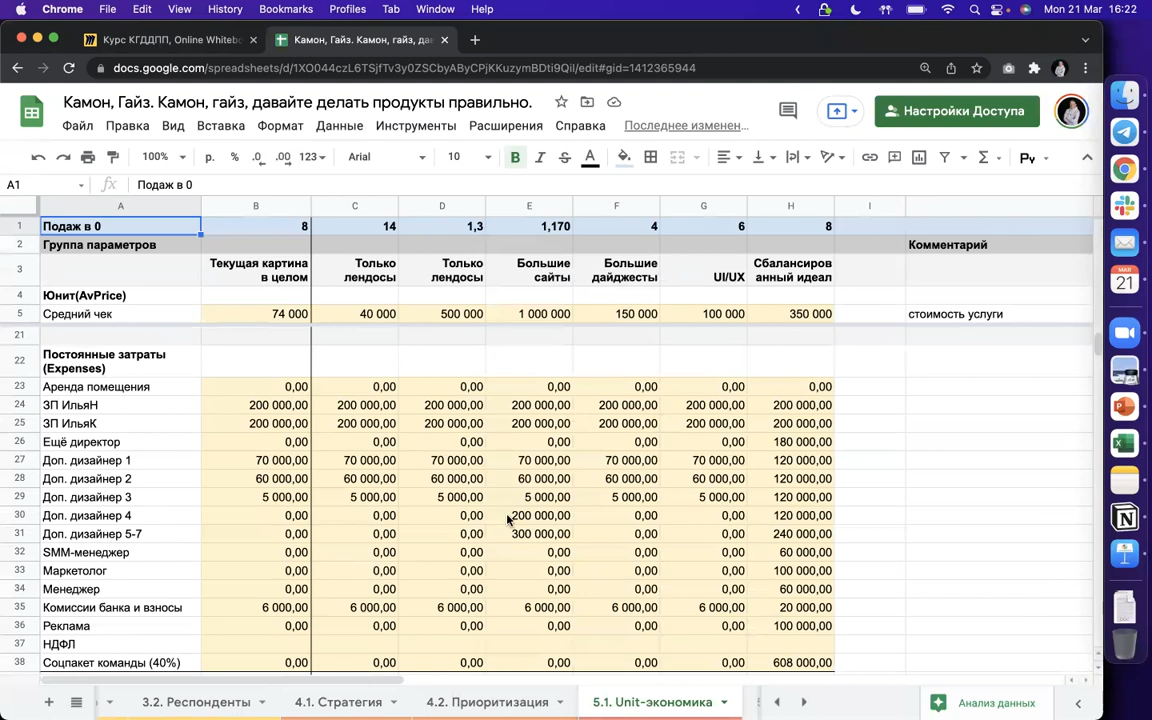 Chrome File Edit View History Bookmarks Profiles Tab Window Help Mon 21 Mar 16:22
Курс КГДДПП, Online Whitebo
Камон, Гайз. Камон, гайз, да
docs.google.com/spreadsheets/d/1XO044czL6TSjfTv3y0ZSCbyAByCPjKKuzymBDti9QiI/edit#gid=1412365944
Камон, Гайз. Камон, гайз, давайте делать продукты правильно.
Настройки Доступа
Файл Правка Вид Вставка Формат Данные Инструменты Расширения Справка Последнее изменен…
100% р. % .0 .00 123 Arial 10 B I S A Pу
A1 fx Подаж в 0
A B C D E F G H I
1 Подаж в 0 8 14 1,3 1,170 4 6 8
2 Группа параметров Комментарий
3 Текущая картина в целом Только лендосы Только лендосы Большие сайты Большие дайджесты UI/UX Сбалансиров анный идеал
4 Юнит(AvPrice)
5 Средний чек 74 000 40 000 500 000 1 000 000 150 000 100 000 350 000 стоимость услуги
21
22 Постоянные затраты (Expenses)
23 Аренда помещения 0,00 0,00 0,00 0,00 0,00 0,00 0,00
24 ЗП ИльяН 200 000,00 200 000,00 200 000,00 200 000,00 200 000,00 200 000,00 200 000,00
25 ЗП ИльяК 200 000,00 200 000,00 200 000,00 200 000,00 200 000,00 200 000,00 200 000,00
26 Ещё директор 0,00 0,00 0,00 0,00 0,00 0,00 180 000,00
27 Доп. дизайнер 1 70 000,00 70 000,00 70 000,00 70 000,00 70 000,00 70 000,00 120 000,00
28 Доп. дизайнер 2 60 000,00 60 000,00 60 000,00 60 000,00 60 000,00 60 000,00 120 000,00
29 Доп. дизайнер 3 5 000,00 5 000,00 5 000,00 5 000,00 5 000,00 5 000,00 120 000,00
30 Доп. дизайнер 4 0,00 0,00 0,00 200 000,00 0,00 0,00 120 000,00
31 Доп. дизайнер 5-7 0,00 0,00 0,00 300 000,00 0,00 0,00 240 000,00
32 SMM-менеджер 0,00 0,00 0,00 0,00 0,00 0,00 60 000,00
33 Маркетолог 0,00 0,00 0,00 0,00 0,00 0,00 100 000,00
34 Менеджер 0,00 0,00 0,00 0,00 0,00 0,00 60 000,00
35 Комиссии банка и взносы 6 000,00 6 000,00 6 000,00 6 000,00 6 000,00 6 000,00 20 000,00
36 Реклама 0,00 0,00 0,00 0,00 0,00 0,00 100 000,00
37 НДФЛ
38 Соцпакет команды (40%) 0,00 0,00 0,00 0,00 0,00 0,00 608 000,00
3.2. Респонденты 4.1. Стратегия 4.2. Приоритизация 5.1. Unit-экономика Анализ данных
MAR
21